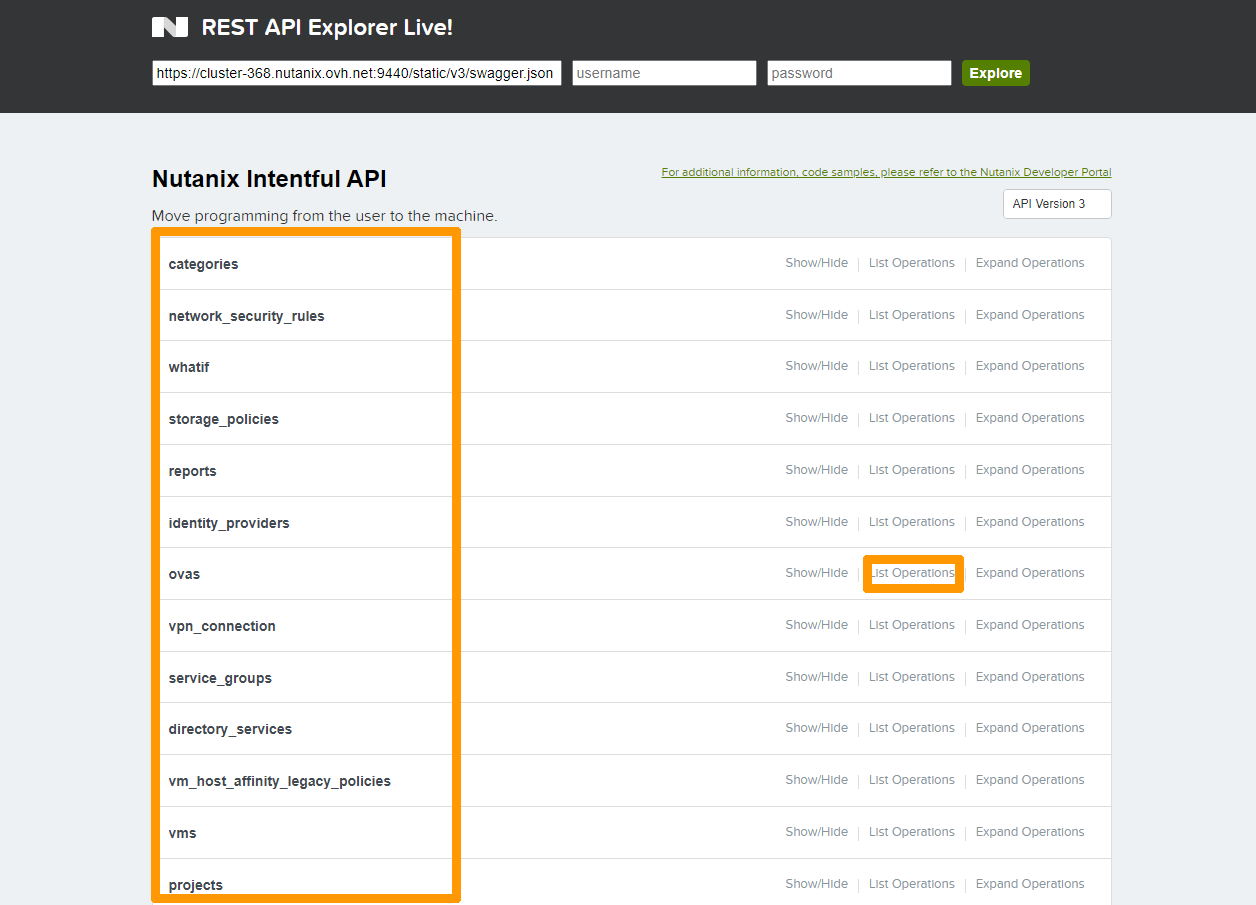 REST API Explorer Live!
https://cluster-368.nutanix.ovh.net:9440/static/v3/swagger.json username password Explore
Nutanix Intentful API
For additional information, code samples, please refer to the Nutanix Developer Portal
API Version 3
Move programming from the user to the machine.
categories Show/Hide List Operations Expand Operations
network_security_rules Show/Hide List Operations Expand Operations
whatif Show/Hide List Operations Expand Operations
storage_policies Show/Hide List Operations Expand Operations
reports Show/Hide List Operations Expand Operations
identity_providers Show/Hide List Operations Expand Operations
ovas Show/Hide List Operations Expand Operations
vpn_connection Show/Hide List Operations Expand Operations
service_groups Show/Hide List Operations Expand Operations
directory_services Show/Hide List Operations Expand Operations
vm_host_affinity_legacy_policies Show/Hide List Operations Expand Operations
vms Show/Hide List Operations Expand Operations
projects Show/Hide List Operations Expand Operations